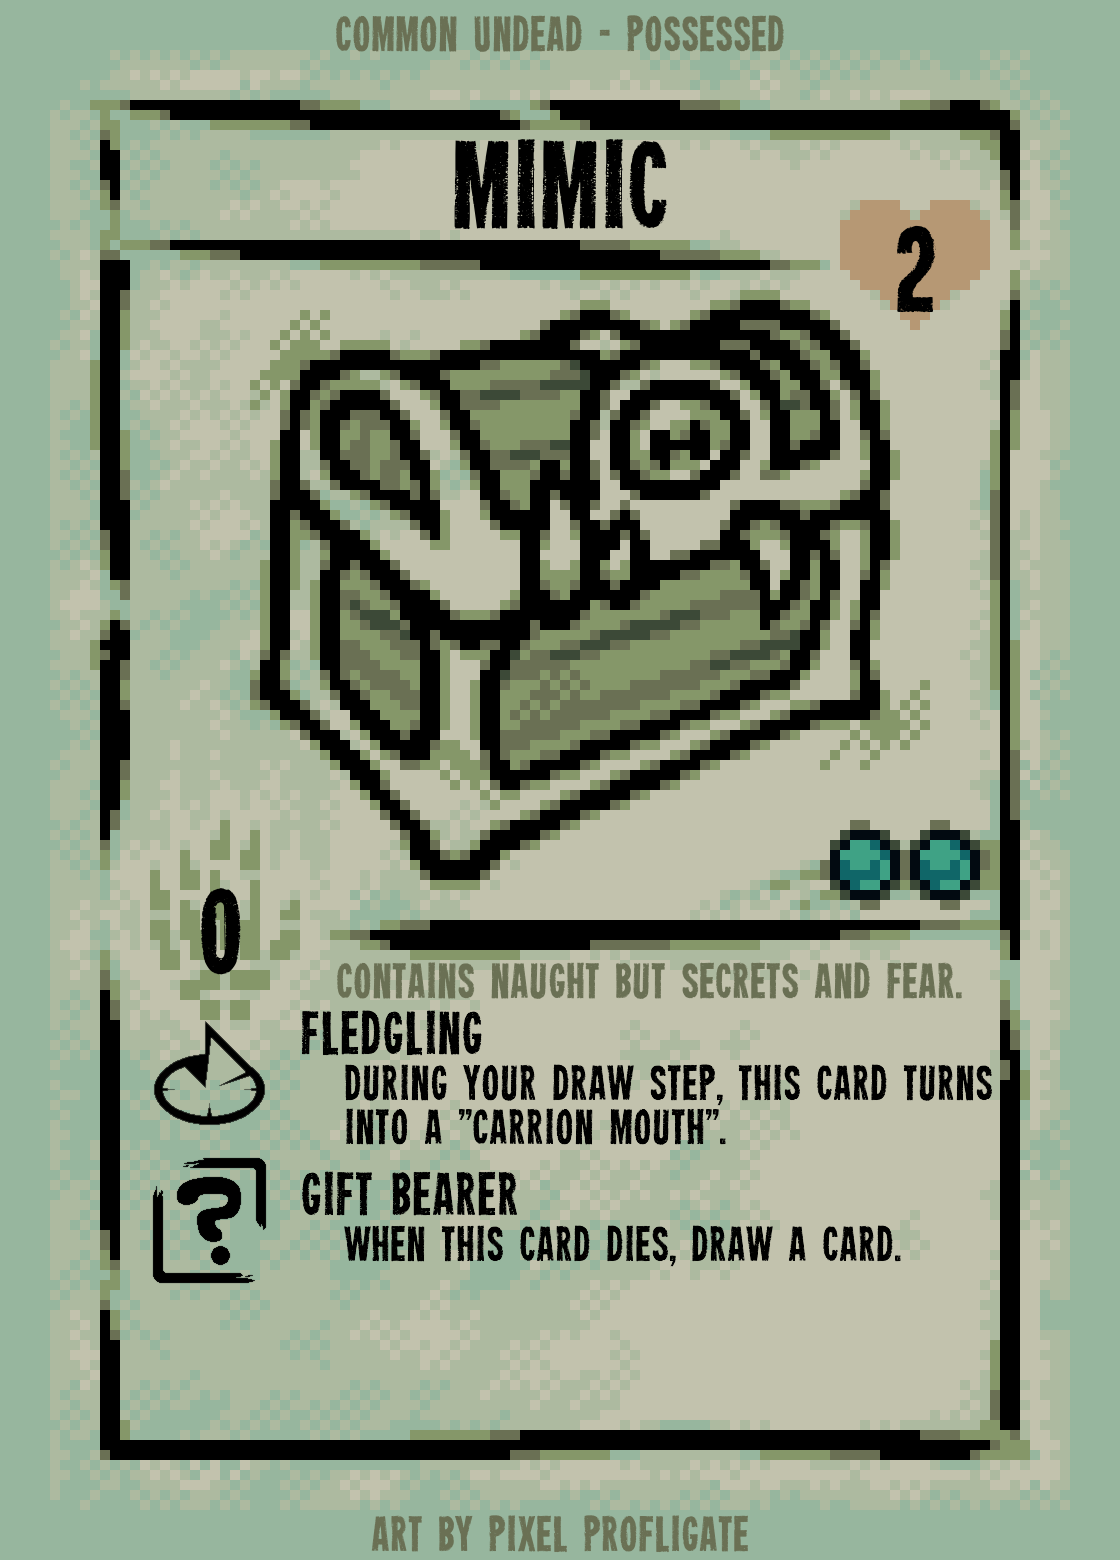 COMMON UNDEAD - POSSESSED
MIMIC
2
0
CONTAINS NAUGHT BUT SECRETS AND FEAR.
FLEDGLING
DURING YOUR DRAW STEP, THIS CARD TURNS
INTO A "CARRION MOUTH".
?
GIFT BEARER
WHEN THIS CARD DIES, DRAW A CARD.
ART BY PIXEL PROFLIGATE